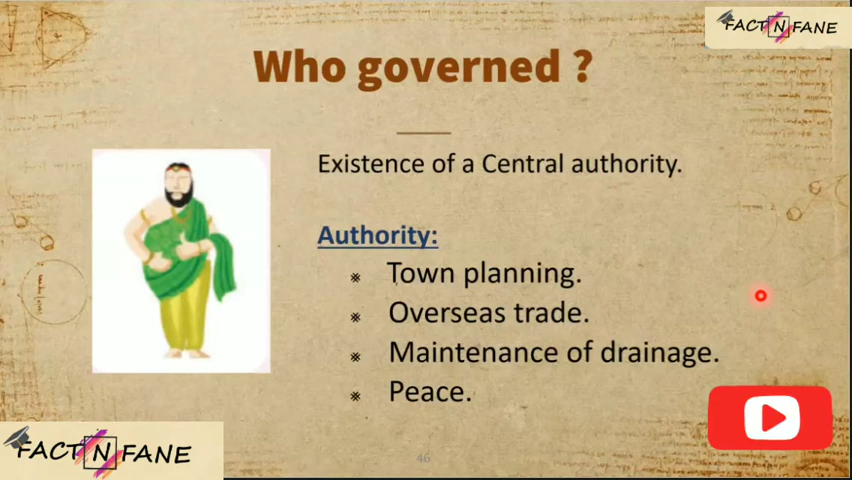 FACT N FANE
Who governed ?
Existence of a Central authority.
Authority:
Town planning.
Overseas trade.
Maintenance of drainage.
Peace.
FACT N FANE
46